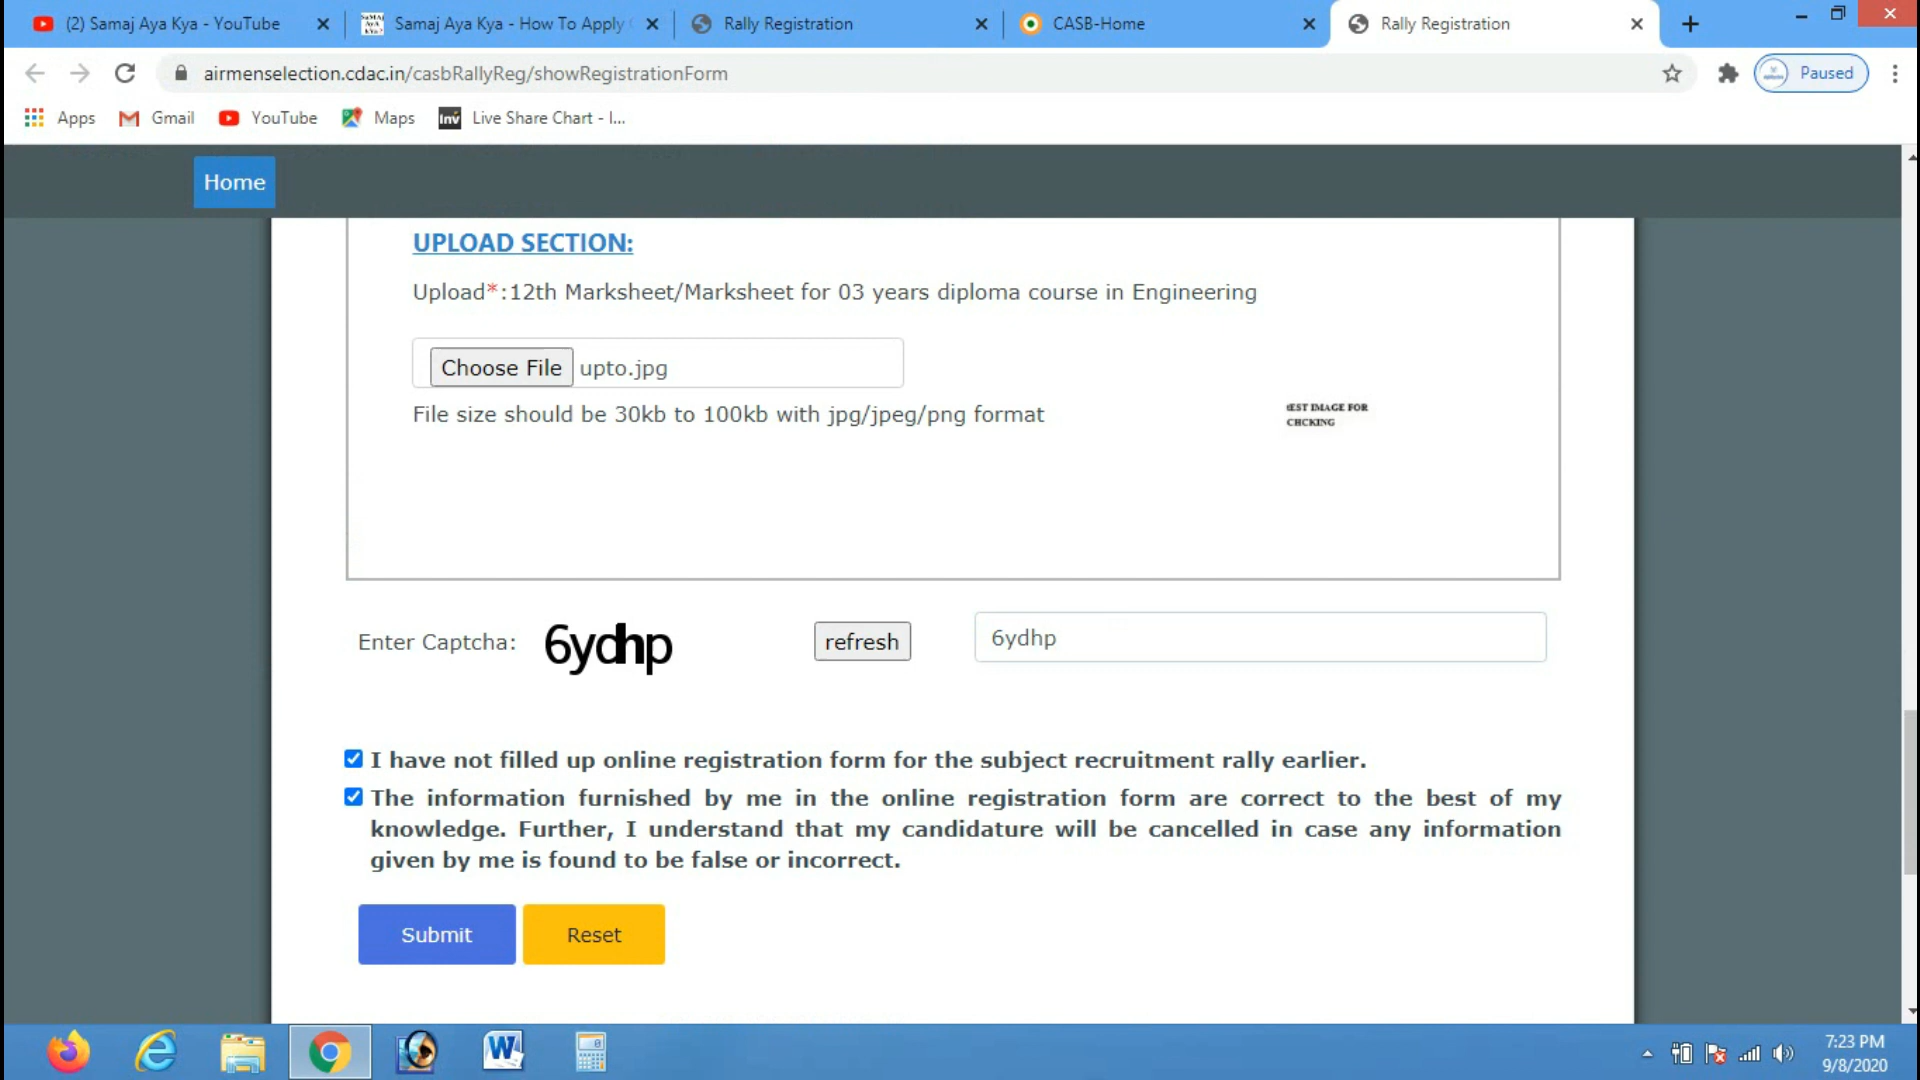 (2) Samaj Aya Kya - YouTube
Samaj Aya Kya - How To Apply
Rally Registration
CASB-Home
Rally Registration
airmenselection.cdac.in/casbRallyReg/showRegistrationForm
Paused
Apps
Gmail
YouTube
Maps
Inv
Live Share Chart - I...
Home
UPLOAD SECTION:
Upload*:12th Marksheet/Marksheet for 03 years diploma course in Engineering
Choose File upto.jpg
File size should be 30kb to 100kb with jpg/jpeg/png format
tEST IMAGE FOR
CHCKING
Enter Captcha: 6ydhp refresh 6ydhp
I have not filled up online registration form for the subject recruitment rally earlier.
The information furnished by me in the online registration form are correct to the best of my
knowledge. Further, I understand that my candidature will be cancelled in case any information
given by me is found to be false or incorrect.
Submit Reset
7:23 PM
9/8/2020